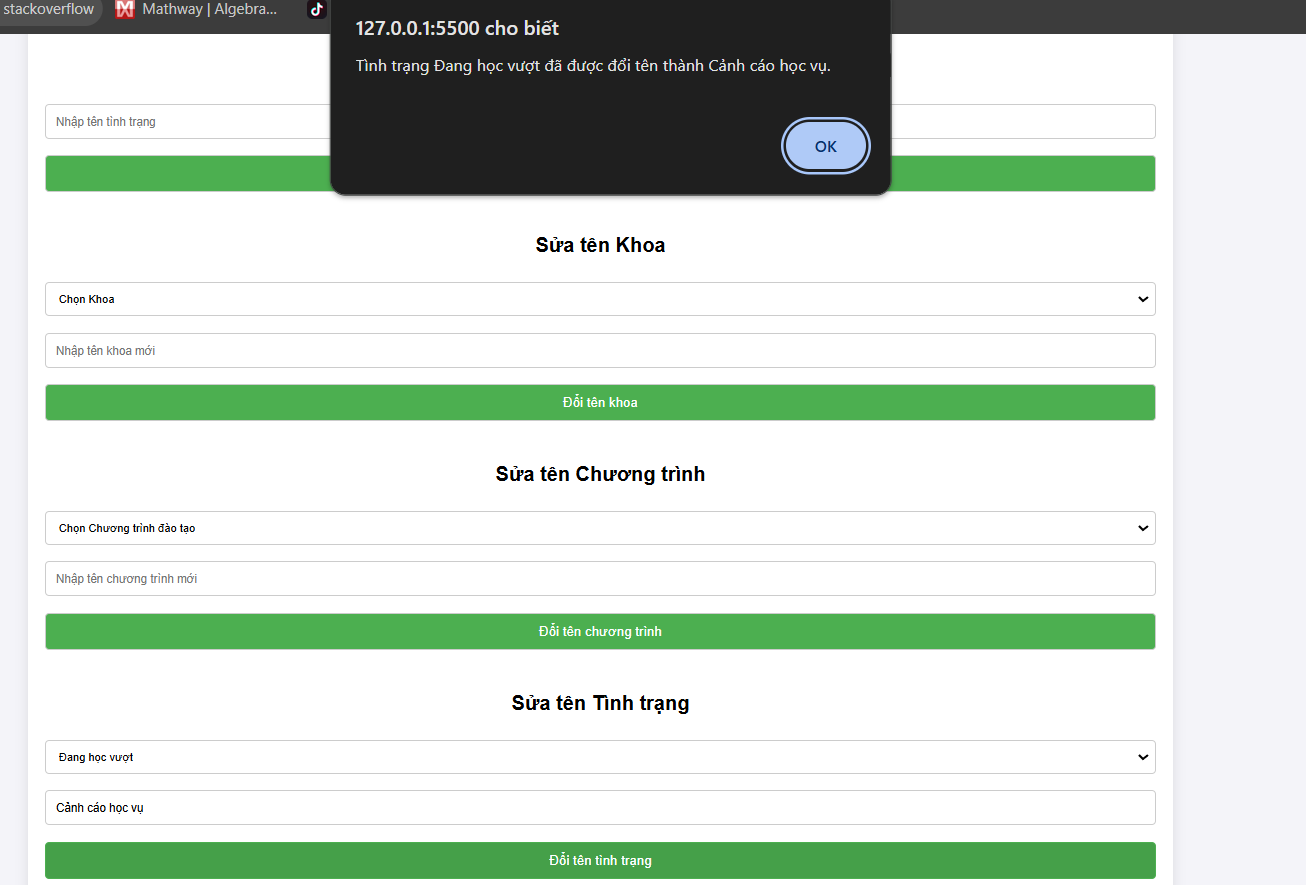 stackoverflow
Mathway | Algebra...
127.0.0.1:5500 cho biết
Tình trạng Đang học vượt đã được đổi tên thành Cảnh cáo học vụ.
OK
Nhập tên tình trạng
Sửa tên Khoa
Chọn Khoa
Nhập tên khoa mới
Đổi tên khoa
Sửa tên Chương trình
Chọn Chương trình đào tạo
Nhập tên chương trình mới
Đổi tên chương trình
Sửa tên Tình trạng
Đang học vượt
Cảnh cáo học vụ
Đổi tên tình trạng